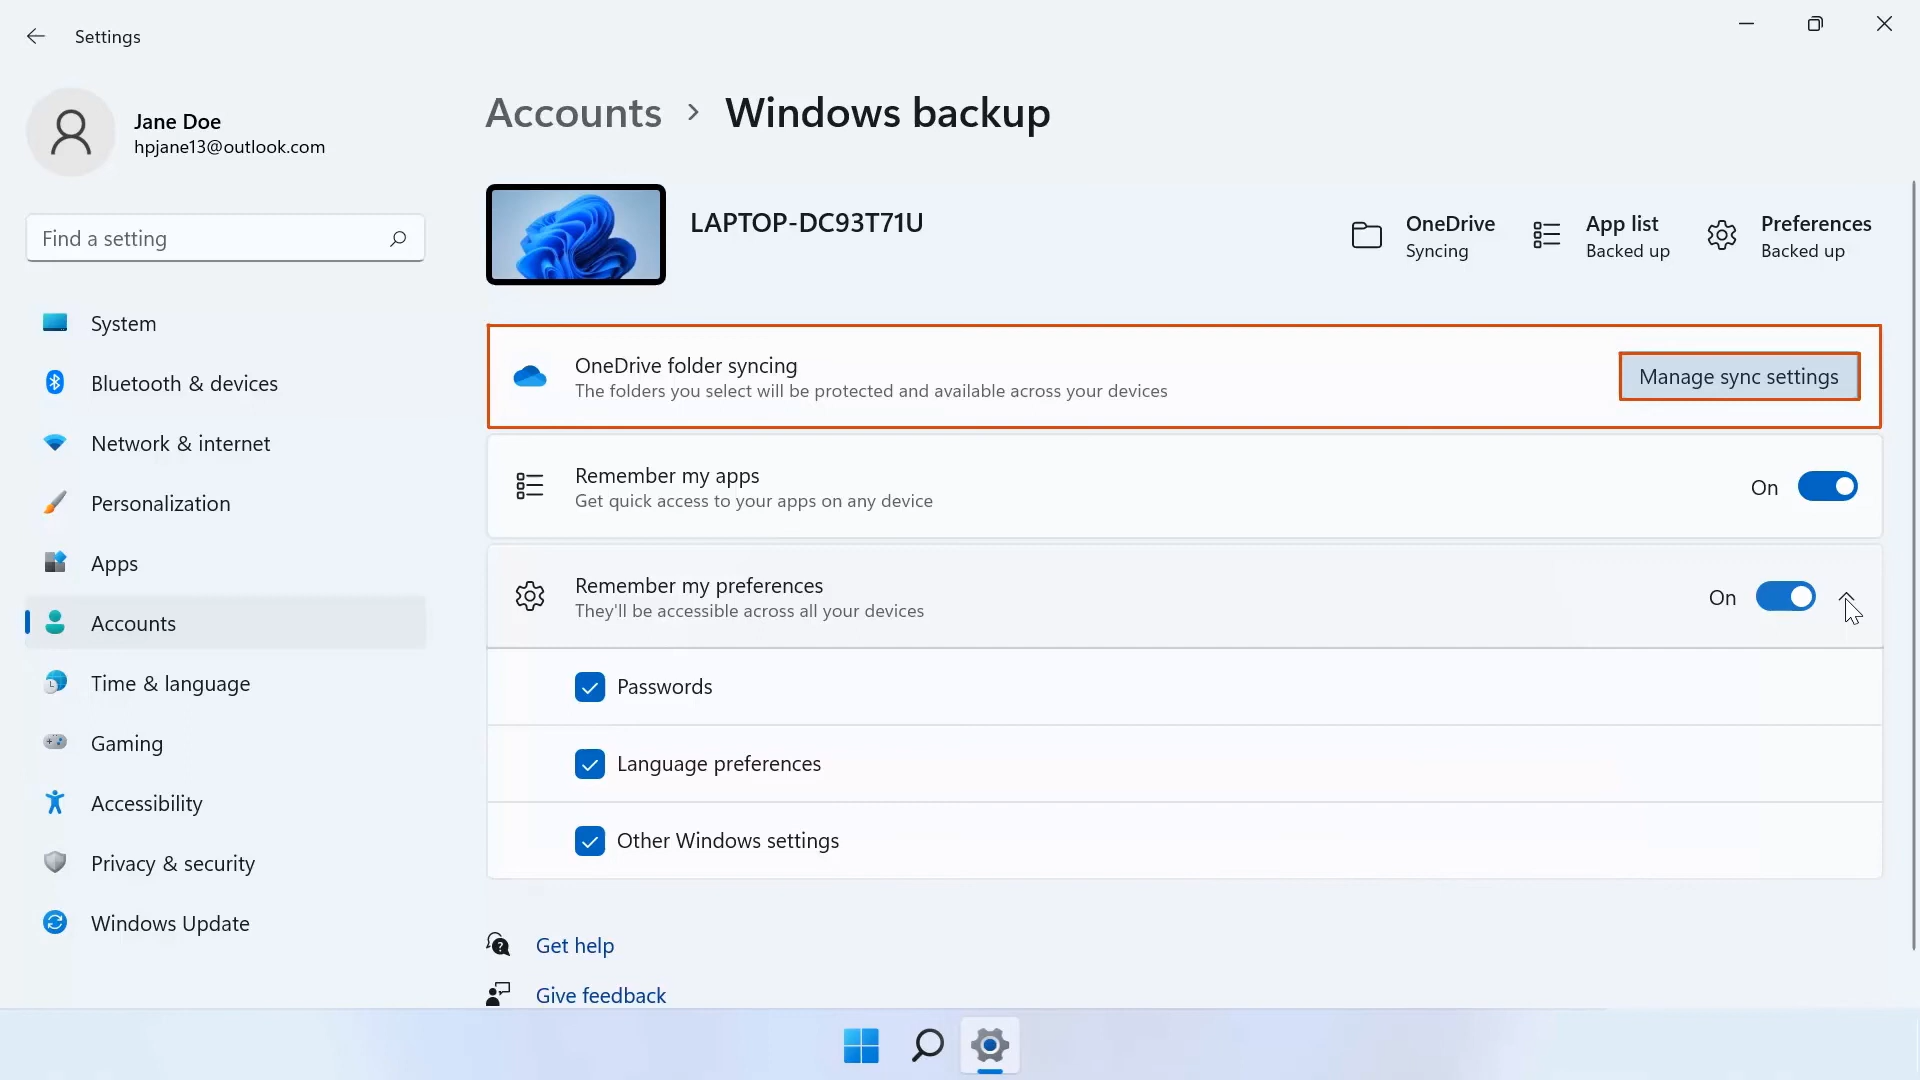 Settings
Jane Doe
hpjane13@outlook.com
Find a setting
System
Bluetooth & devices
Network & internet
Personalization
Apps
Accounts
Time & language
Gaming
Accessibility
Privacy & security
Windows Update
Accounts > Windows backup
LAPTOP-DC93T71U
OneDrive
Syncing
App list
Backed up
Preferences
Backed up
OneDrive folder syncing
The folders you select will be protected and available across your devices
Manage sync settings
Remember my apps
Get quick access to your apps on any device
On
Remember my preferences
They'll be accessible across all your devices
On
Passwords
Language preferences
Other Windows settings
Get help
Give feedback